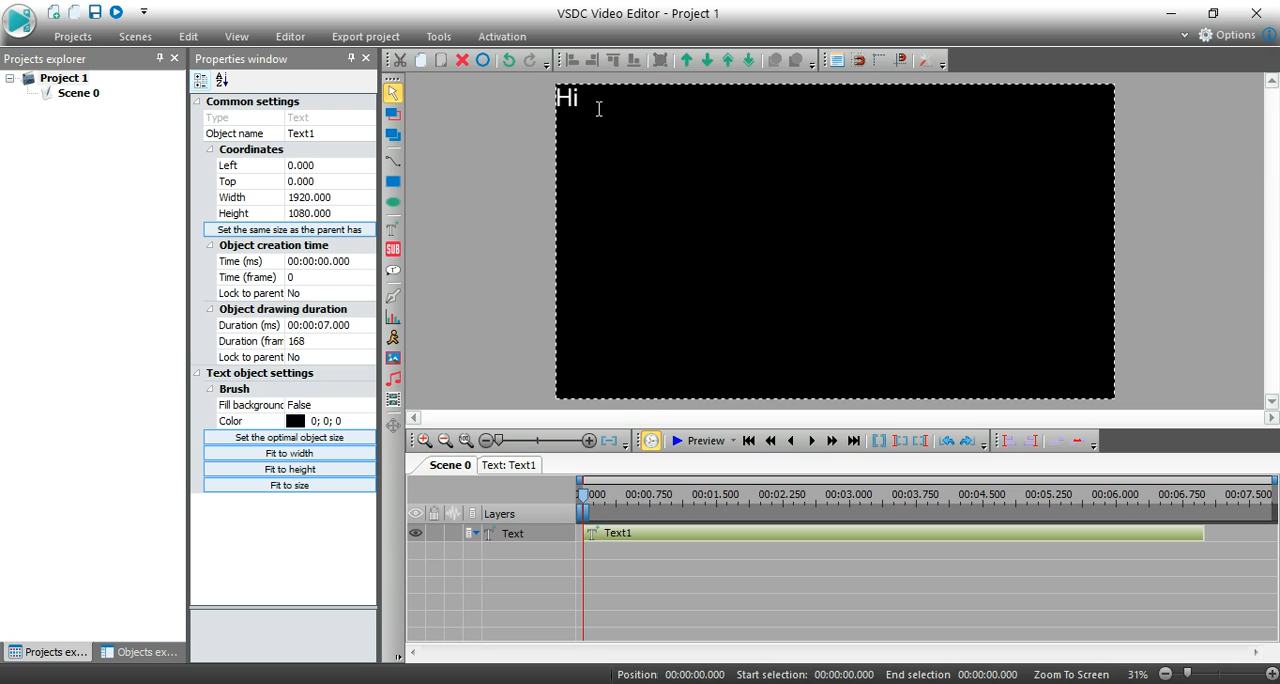 VSDC Video Editor - Project 1
Projects Scenes Edit View Editor Export project Tools Activation Options
Projects explorer
Project 1
Scene 0
Projects ex...
Objects ex...
Properties window
Common settings
Type Text
Object name Text1
Coordinates
Left 0.000
Top 0.000
Width 1920.000
Height 1080.000
Set the same size as the parent has
Object creation time
Time (ms) 00:00:00.000
Time (frame) 0
Lock to parent No
Object drawing duration
Duration (ms) 00:00:07.000
Duration (fram 168
Lock to parent No
Text object settings
Brush
Fill background False
Color 0; 0; 0
Set the optimal object size
Fit to width
Fit to height
Fit to size
SUB
Hi
Preview
Scene 0 Text: Text1
000 00:00.750 00:01.500 00:02.250 00:03.000 00:03.750 00:04.500 00:05.250 00:06.000 00:06.750 00:07.500
Layers
Text Text1
Position: 00:00:00.000 Start selection: 00:00:00.000 End selection 00:00:00.000 Zoom To Screen 31%